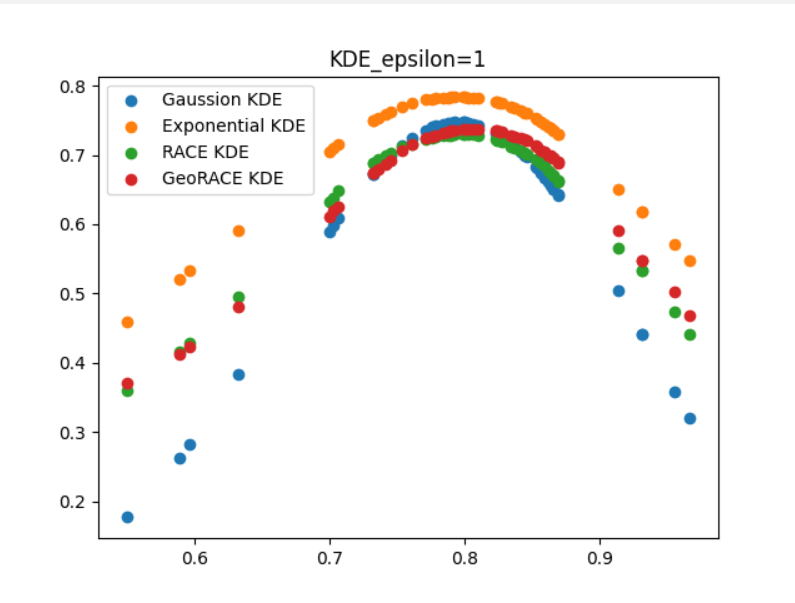 KDE_epsilon=1
0.8
0.7
0.6
0.5
0.4
0.3
0.2
Gaussion KDE
Exponential KDE
RACE KDE
GeoRACE KDE
0.6
0.7
0.8
0.9